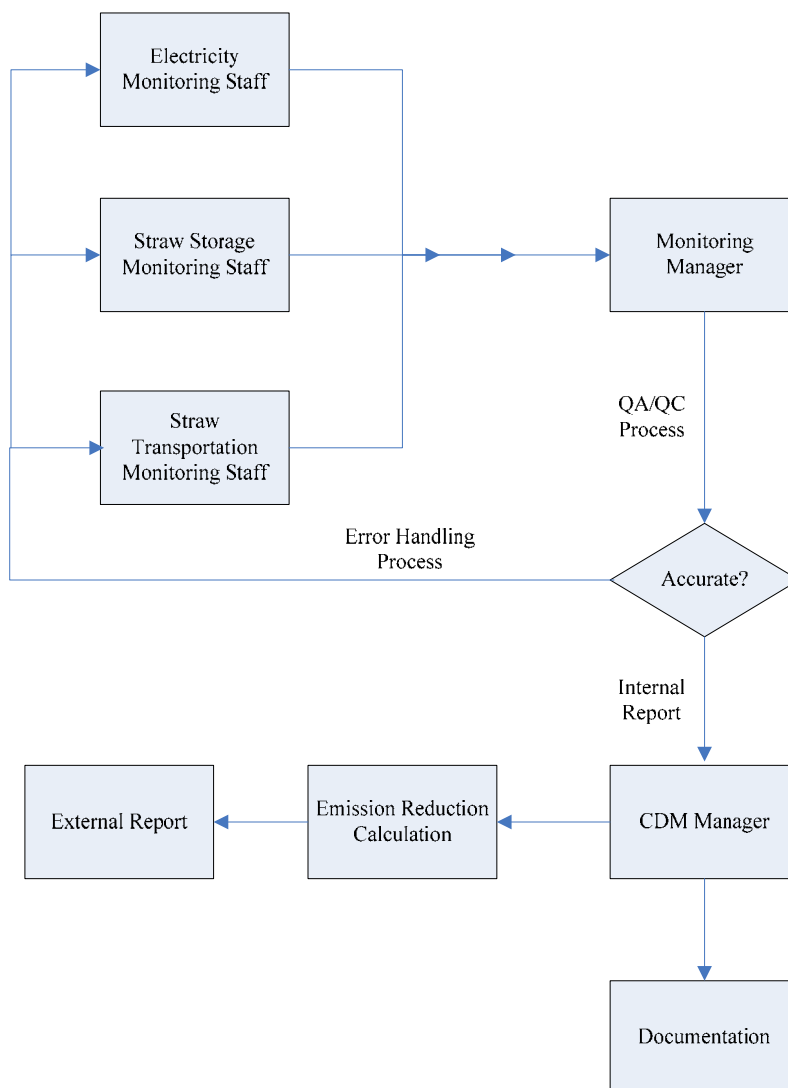 Electricity
Monitoring Staff
Straw Storage
Monitoring Staff
Monitoring
Manager
Straw
Transportation
Monitoring Staff
QA/QC
Process
Error Handling
Process
Accurate?
Internal
Report
External Report
Emission Reduction
Calculation
CDM Manager
Documentation